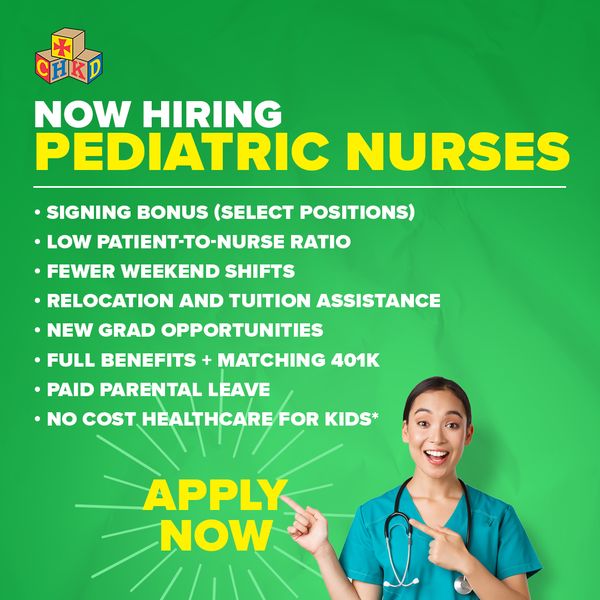 CHKD
NOW HIRING
PEDIATRIC NURSES
• SIGNING BONUS (SELECT POSITIONS)
• LOW PATIENT-TO-NURSE RATIO
• FEWER WEEKEND SHIFTS
• RELOCATION AND TUITION ASSISTANCE
• NEW GRAD OPPORTUNITIES
• FULL BENEFITS + MATCHING 401K
• PAID PARENTAL LEAVE
• NO COST HEALTHCARE FOR KIDS*
APPLY
NOW